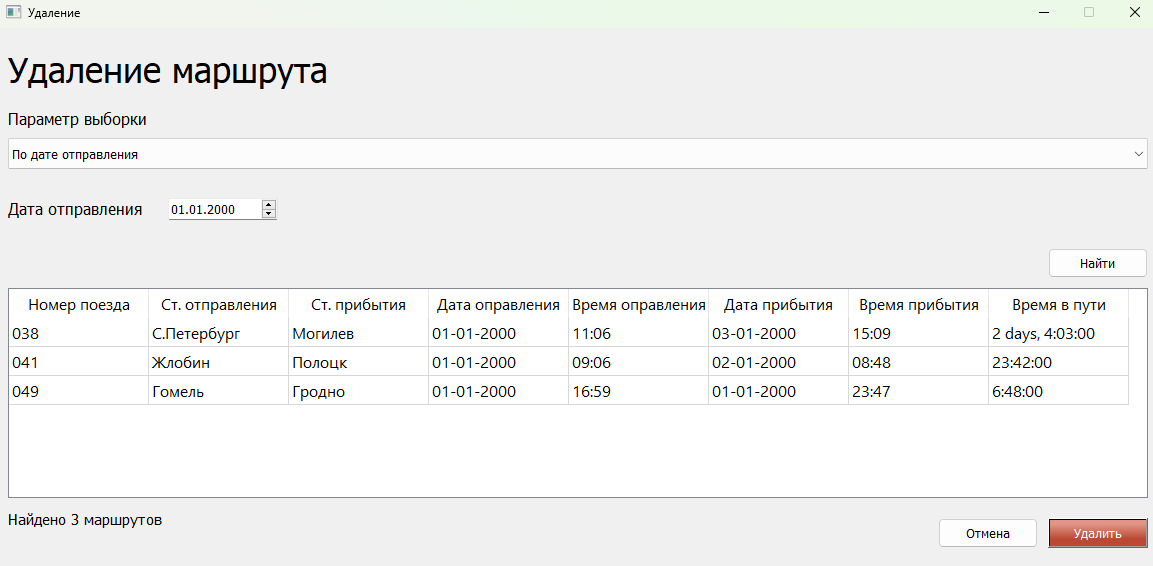 Удаление
Удаление маршрута
Параметр выборки
По дате отправления
Дата отправления 01.01.2000
Найти
Номер поезда Ст. отправления Ст. прибытия Дата оправления Время оправления Дата прибытия Время прибытия Время в пути
038 С.Петербург Могилев 01-01-2000 11:06 03-01-2000 15:09 2 days, 4:03:00
041 Жлобин Полоцк 01-01-2000 09:06 02-01-2000 08:48 23:42:00
049 Гомель Гродно 01-01-2000 16:59 01-01-2000 23:47 6:48:00
Найдено 3 маршрутов
Отмена Удалить